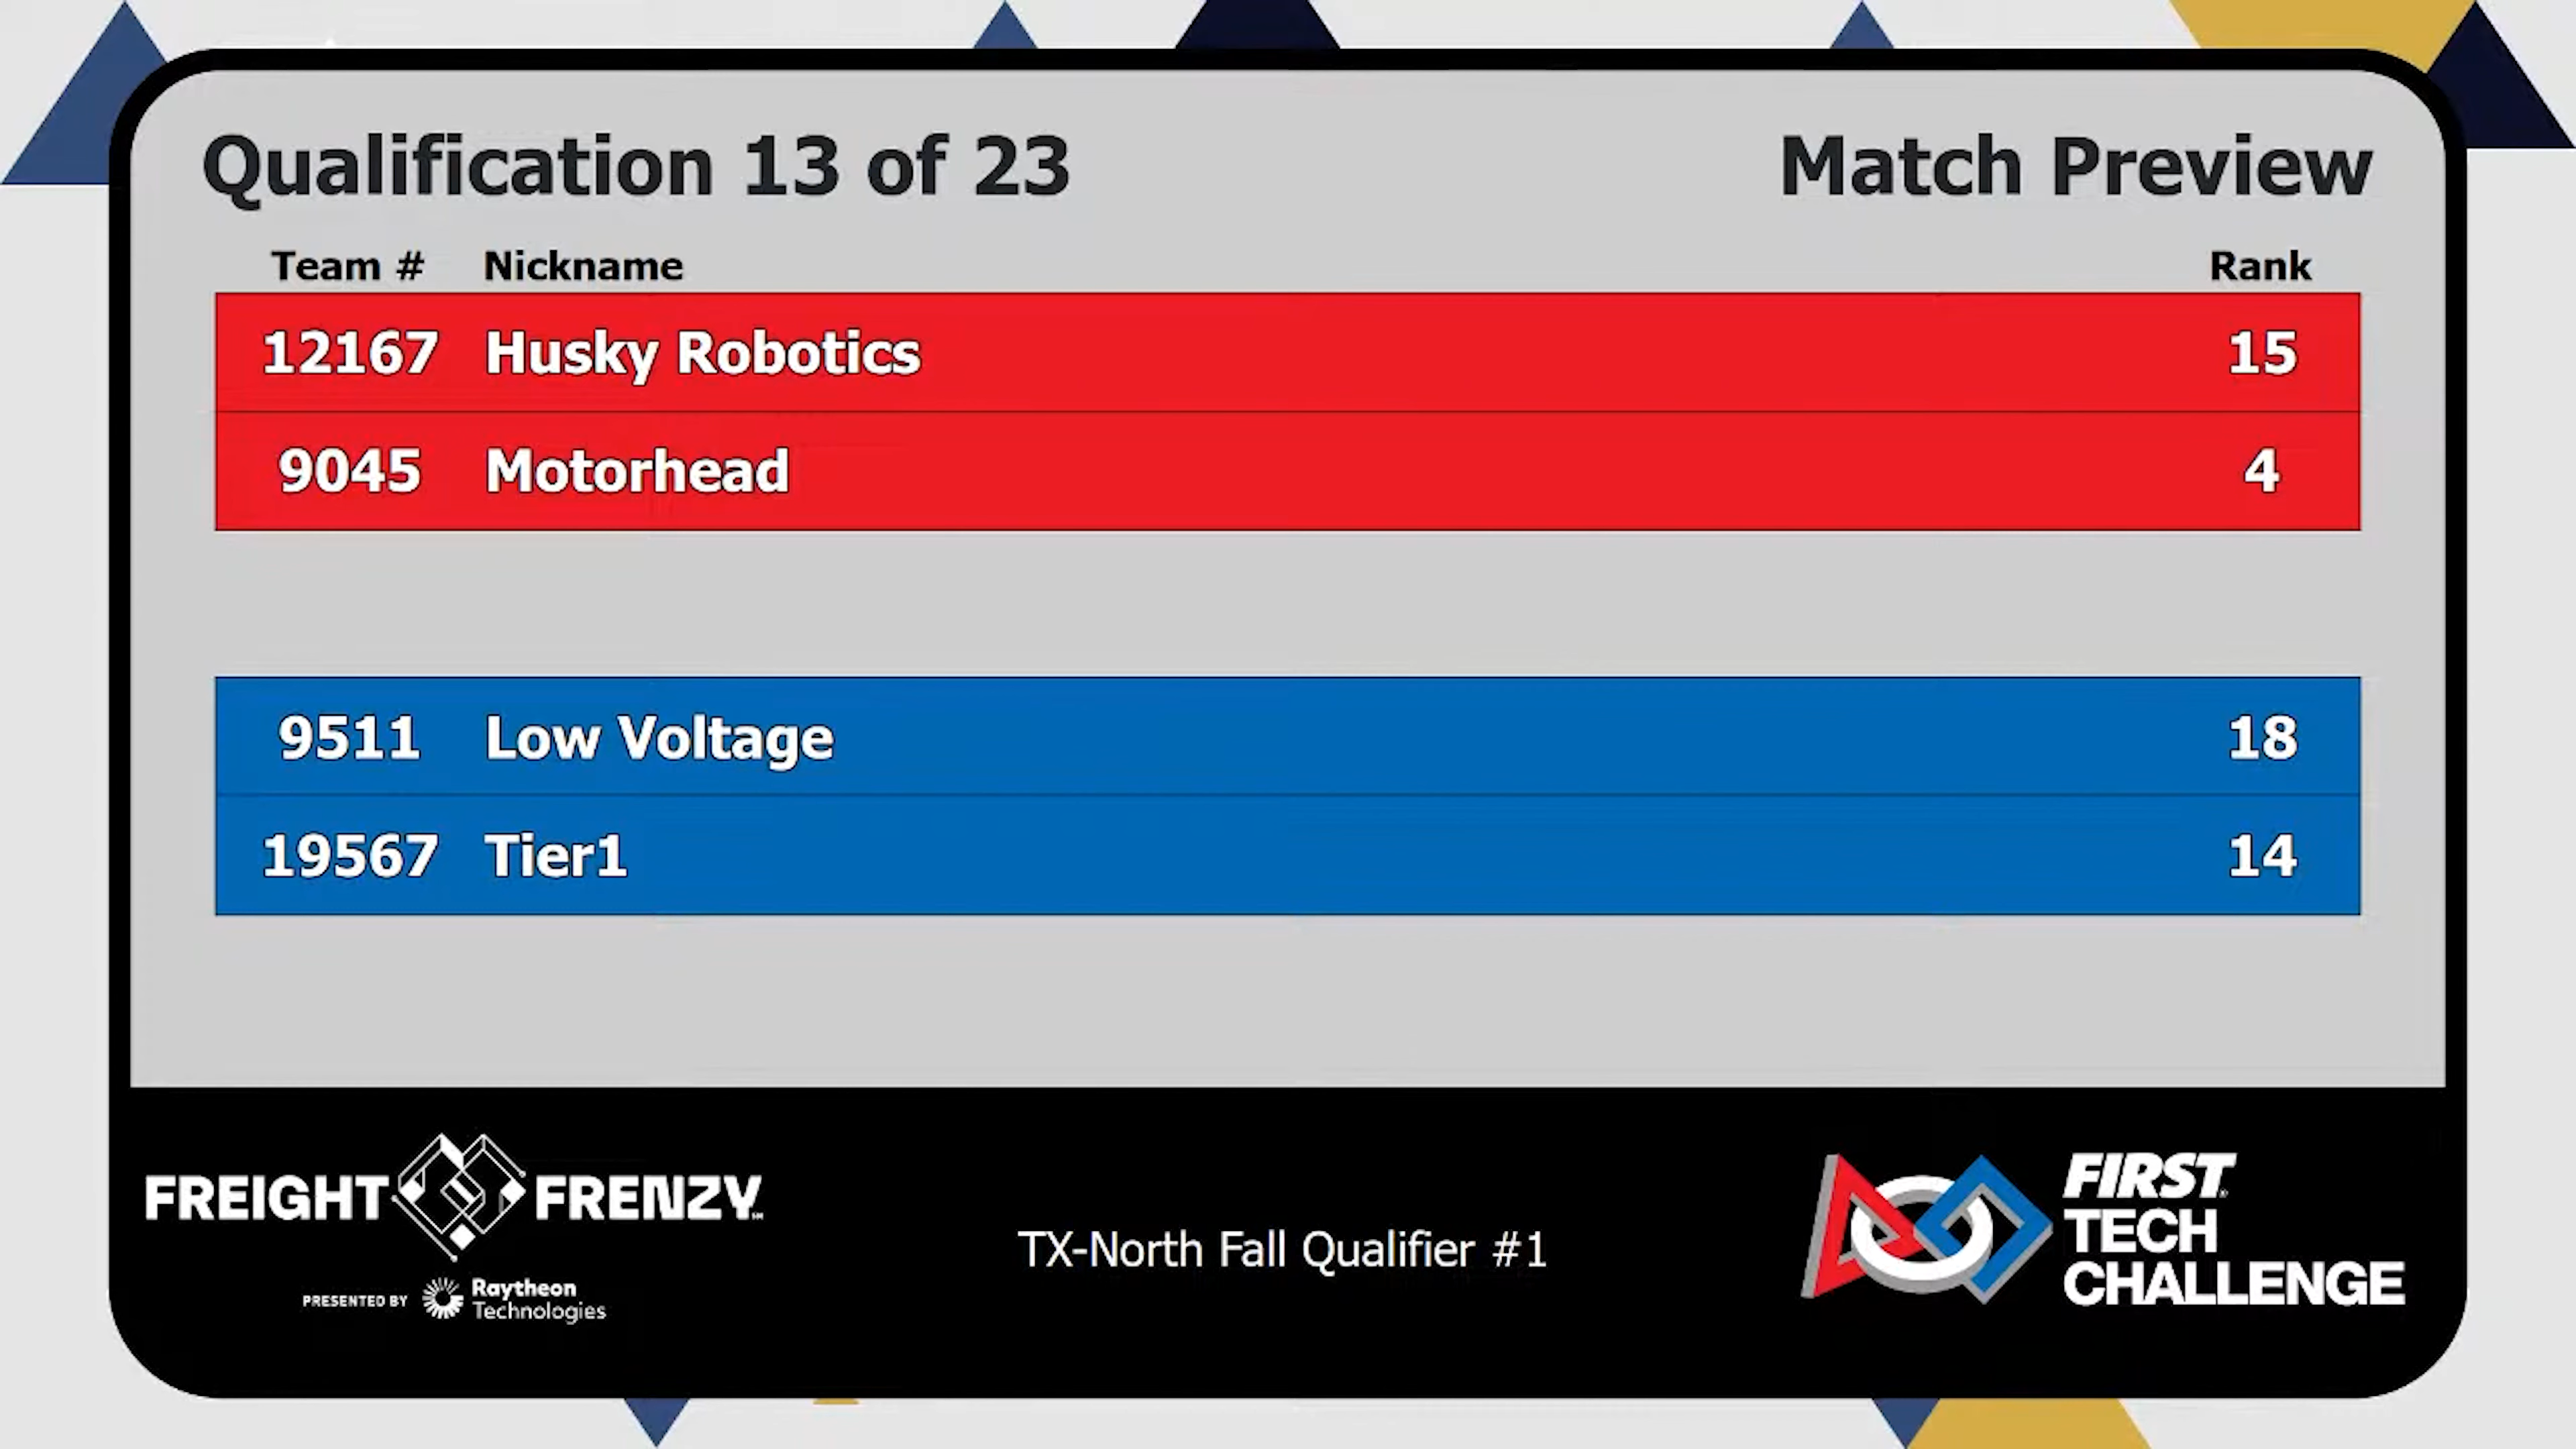 Qualification 13 of 23 Match Preview
Team # Nickname Rank
12167 Husky Robotics 15
9045 Motorhead 4
9511 Low Voltage 18
19567 Tier1 14
FREIGHT FRENZY℠
PRESENTED BY Raytheon
Technologies
TX-North Fall Qualifier #1
FIRST®
TECH
CHALLENGE